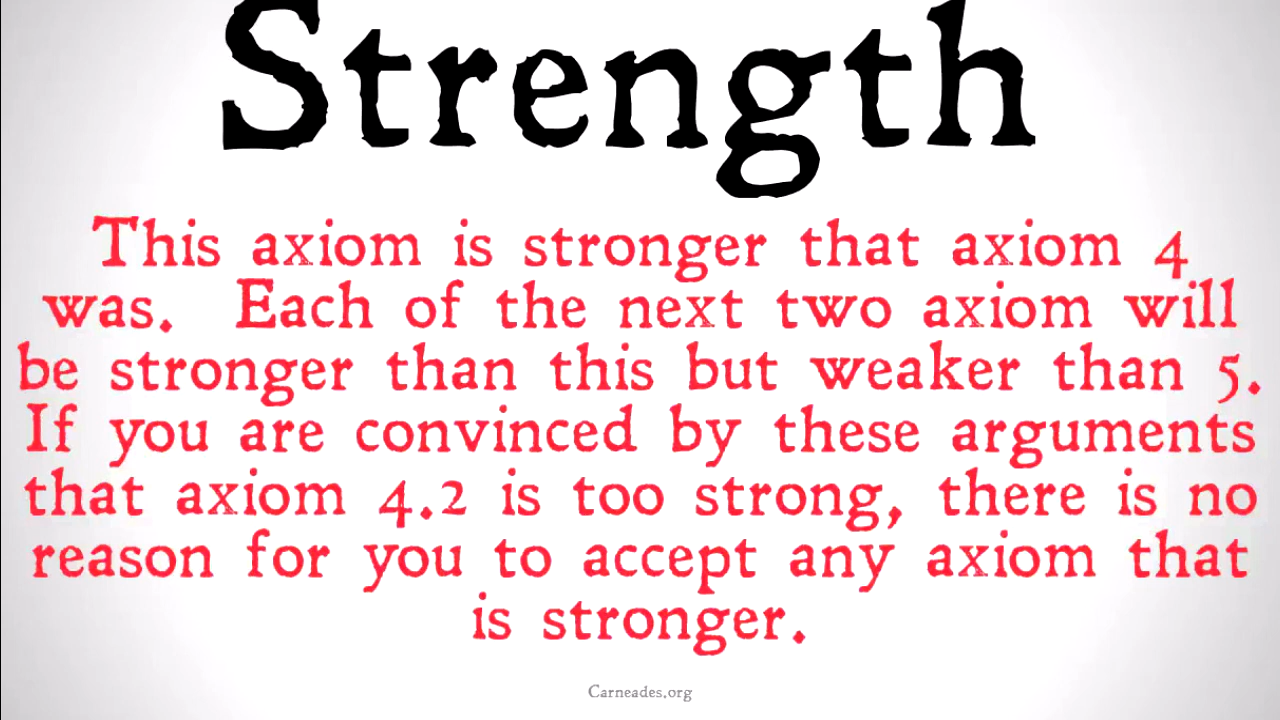 Strength
This axiom is stronger that axiom 4
was. Each of the next two axiom will
be stronger than this but weaker than 5.
If you are convinced by these arguments
that axiom 4.2 is too strong, there is no
reason for you to accept any axiom that
is stronger.
Carneades.org